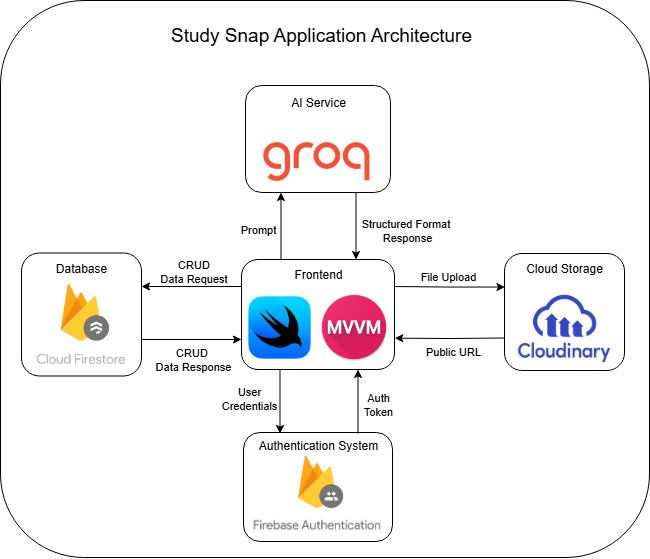 Study Snap Application Architecture
AI Service
groq
Prompt
Structured Format
Response
Database
Cloud Firestore
CRUD
Data Request
CRUD
Data Response
Frontend
MVVM
File Upload
Public URL
Cloud Storage
Cloudinary
User
Credentials
Auth
Token
Authentication System
Firebase Authentication